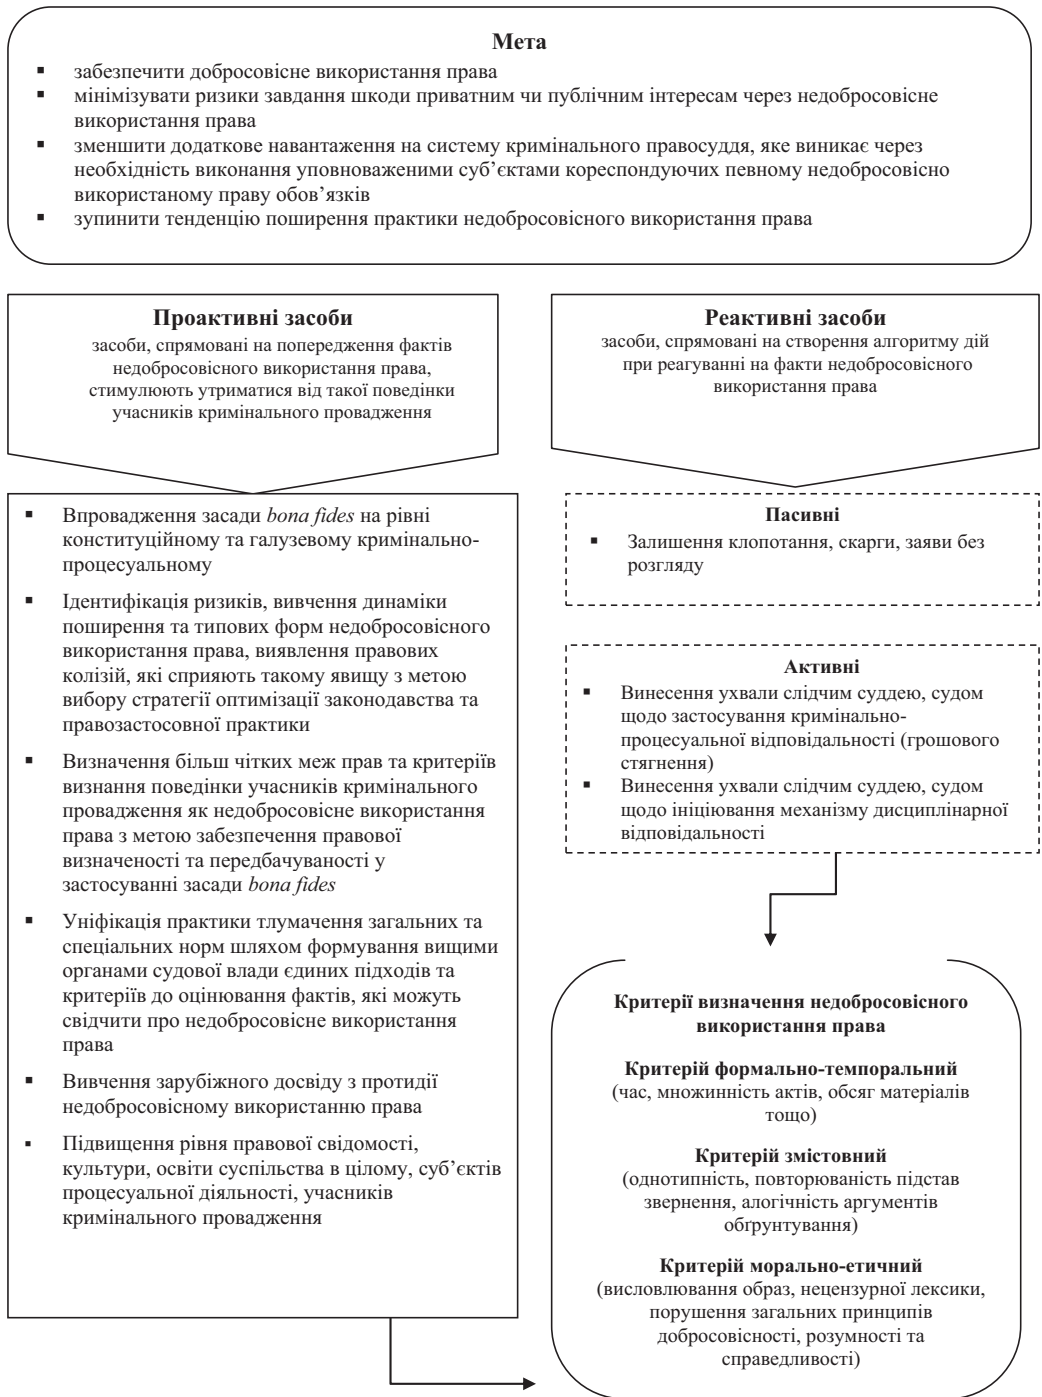 Мета
▪ забезпечити добросовісне використання права
▪ мінімізувати ризики завдання шкоди приватним чи публічним інтересам через недобросовісне
використання права
▪ зменшити додаткове навантаження на систему кримінального правосуддя, яке виникає через
необхідність виконання уповноваженими суб’єктами кореспондуючих певному недобросовісно
використаному праву обов’язків
▪ зупинити тенденцію поширення практики недобросовісного використання права
Проактивні засоби
засоби, спрямовані на попередження фактів
недобросовісного використання права,
стимулюють утриматися від такої поведінки
учасників кримінального провадження
▪ Впровадження засади bona fides на рівні
конституційному та галузевому кримінально-
процесуальному
▪ Ідентифікація ризиків, вивчення динаміки
поширення та типових форм недобросовісного
використання права, виявлення правових
колізій, які сприяють такому явищу з метою
вибору стратегії оптимізації законодавства та
правозастосовної практики
▪ Визначення більш чітких меж прав та критеріїв
визнання поведінки учасників кримінального
провадження як недобросовісне використання
права з метою забезпечення правової
визначеності та передбачуваності у
застосуванні засади bona fides
▪ Уніфікація практики тлумачення загальних та
спеціальних норм шляхом формування вищими
органами судової влади єдиних підходів та
критеріїв до оцінювання фактів, які можуть
свідчити про недобросовісне використання
права
▪ Вивчення зарубіжного досвіду з протидії
недобросовісному використанню права
▪ Підвищення рівня правової свідомості,
культури, освіти суспільства в цілому, суб’єктів
процесуальної діяльності, учасників
кримінального провадження
Реактивні засоби
засоби, спрямовані на створення алгоритму дій
при реагуванні на факти недобросовісного
використання права
Пасивні
▪ Залишення клопотання, скарги, заяви без
розгляду
Активні
▪ Винесення ухвали слідчим суддею, судом
щодо застосування кримінально-
процесуальної відповідальності (грошового
стягнення)
▪ Винесення ухвали слідчим суддею, судом
щодо ініціювання механізму дисциплінарної
відповідальності
Критерії визначення недобросовісного
використання права
Критерій формально-темпоральний
(час, множинність актів, обсяг матеріалів
тощо)
Критерій змістовний
(однотипність, повторюваність підстав
звернення, алогічність аргументів
обґрунтування)
Критерій морально-етичний
(висловлювання образ, нецензурної лексики,
порушення загальних принципів
добросовісності, розумності та
справедливості)